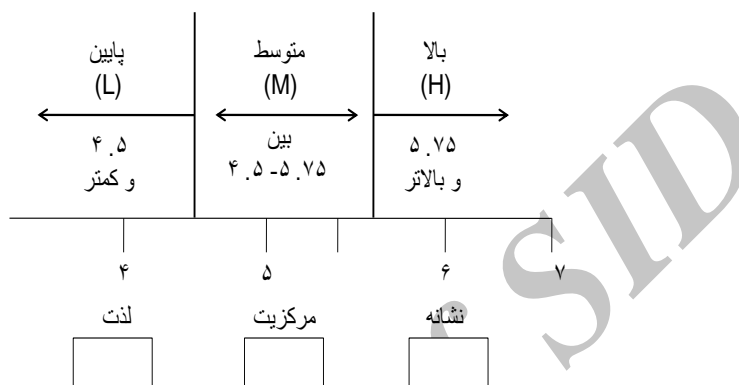 بالا
(H)
متوسط
(M)
پایین
(L)
۵.۷۵
و بالاتر
بین
۴.۵-۵.۷۵
۴.۵
و کمتر
۴
۵
۶
۷
نشانه
مرکزیت
لذت
SID